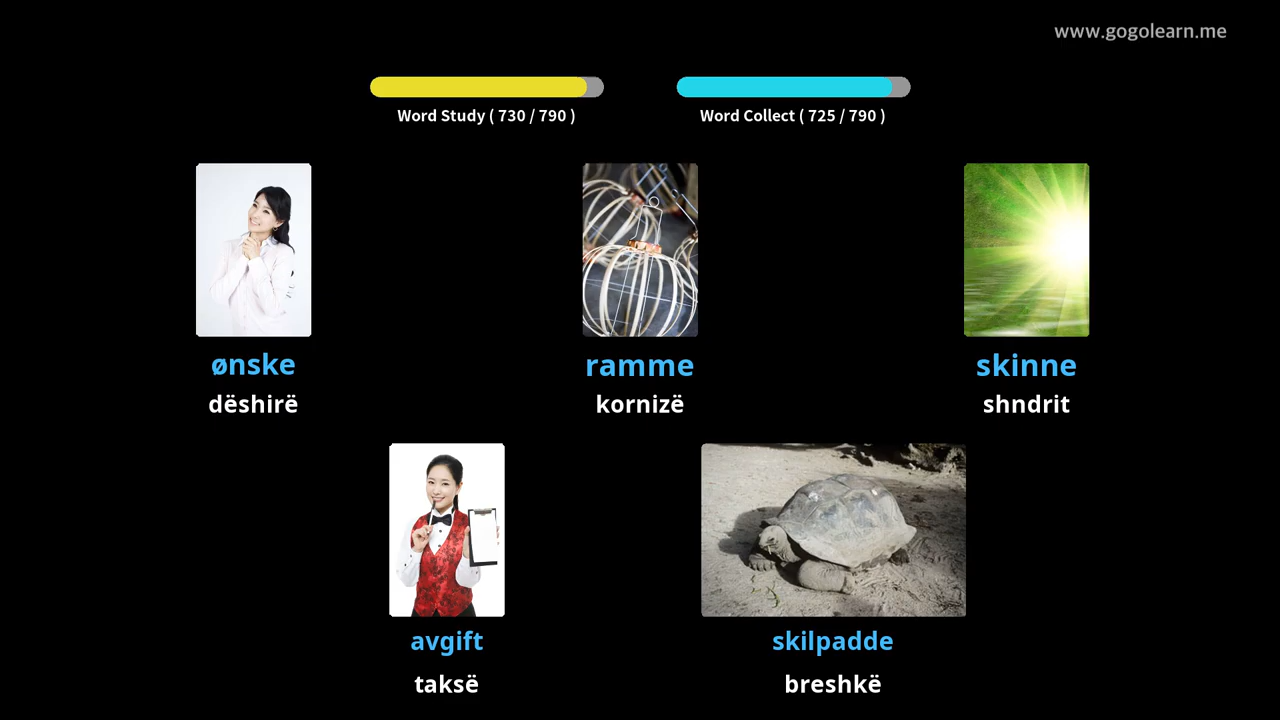 www.gogolearn.me
Word Study ( 730 / 790 )
Word Collect ( 725 / 790 )
ønske
dëshirë
ramme
kornizë
skinne
shndrit
avgift
taksë
skilpadde
breshkë